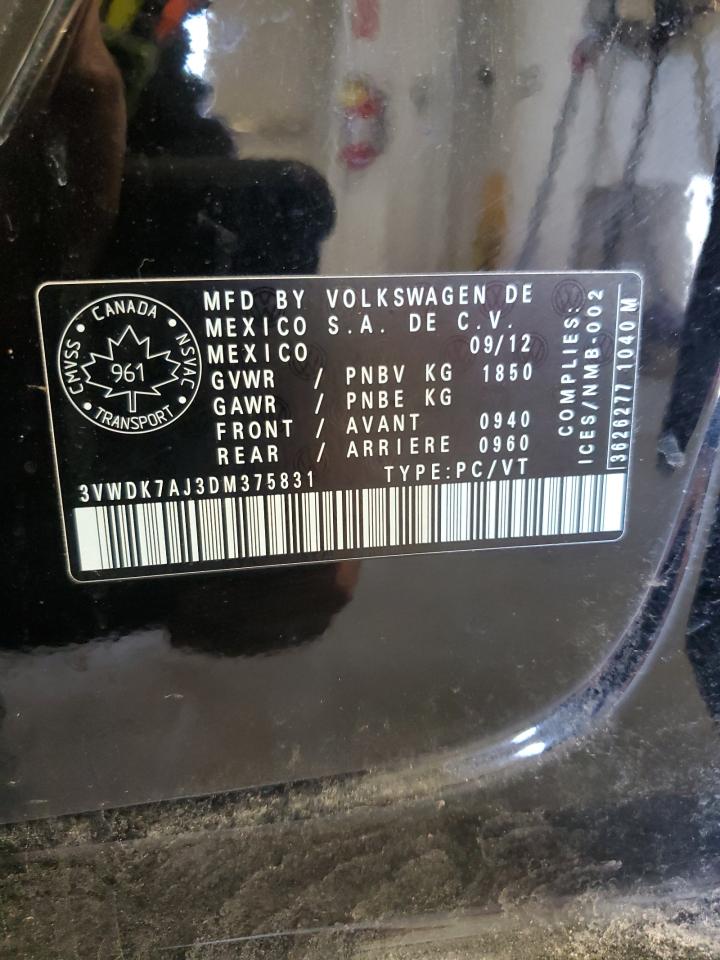 CANADA
CMVSS
NSVAC
961
TRANSPORT
MFD BY VOLKSWAGEN DE
MEXICO S.A. DE C.V.
MEXICO 09/12
GVWR / PNBV KG 1850
GAWR / PNBE KG
FRONT / AVANT 0940
REAR / ARRIERE 0960
3VWDK7AJ3DM375831 TYPE:PC/VT
COMPLIES:
ICES/NMB-002
3626277 1040 M